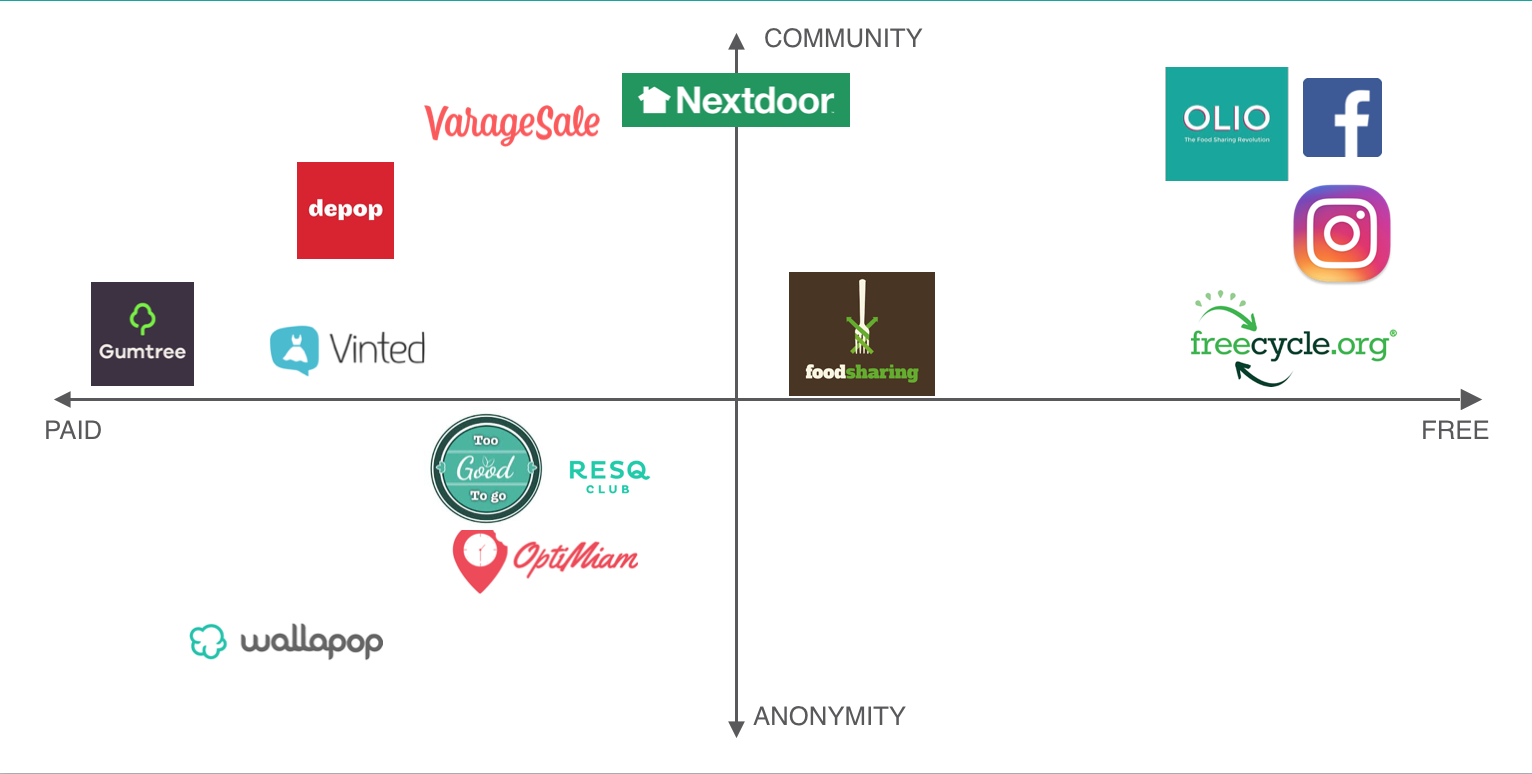 COMMUNITY
Nextdoor
VarageSale
OLIO
The Food Sharing Revolution
f
depop
Gumtree
Vinted
foodsharing
freecycle.org®
PAID
FREE
Too
Good
To go
RESQ
CLUB
OptiMiam
wallapop
ANONYMITY